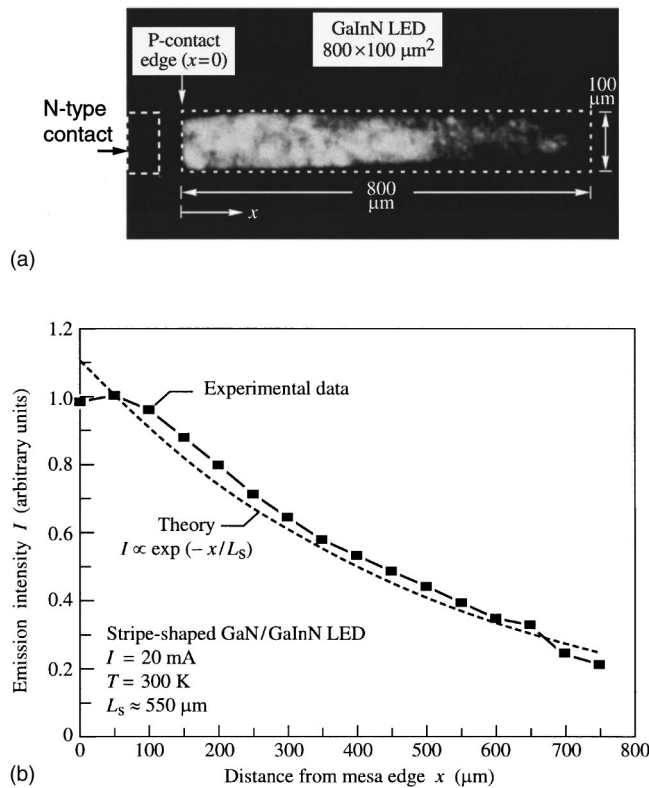 P-contact
edge (x=0)
GaInN LED
800 × 100 μm²
N-type
contact
100
μm
800
μm
x
(a)
1.2
1.0
0.8
0.6
0.4
0.2
0
Emission intensity I (arbitrary units)
Experimental data
Theory
I ∝ exp (– x/Ls)
Stripe-shaped GaN/GaInN LED
I = 20 mA
T = 300 K
Ls ≈ 550 μm
0 100 200 300 400 500 600 700 800
Distance from mesa edge x (μm)
(b)